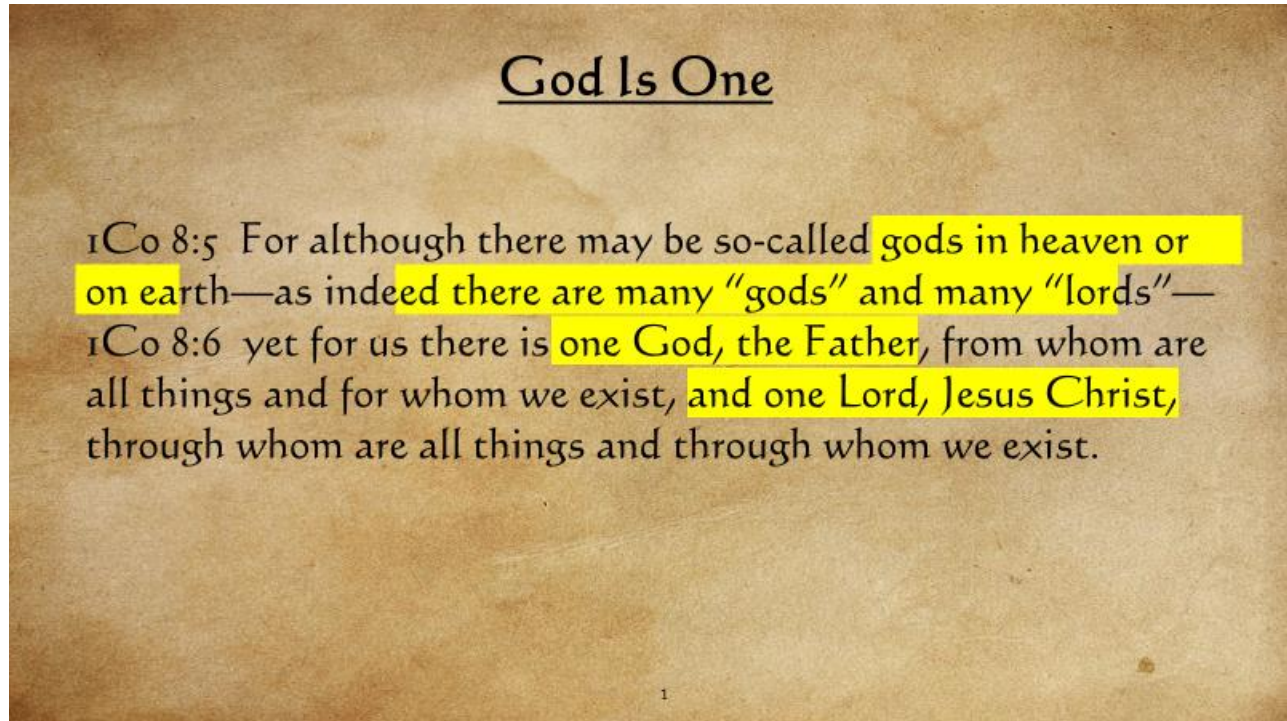 God Is One
1Co 8:5 For although there may be so-called gods in heaven or
on earth—as indeed there are many "gods" and many "lords"—
1Co 8:6 yet for us there is one God, the Father, from whom are
all things and for whom we exist, and one Lord, Jesus Christ,
through whom are all things and through whom we exist.
1